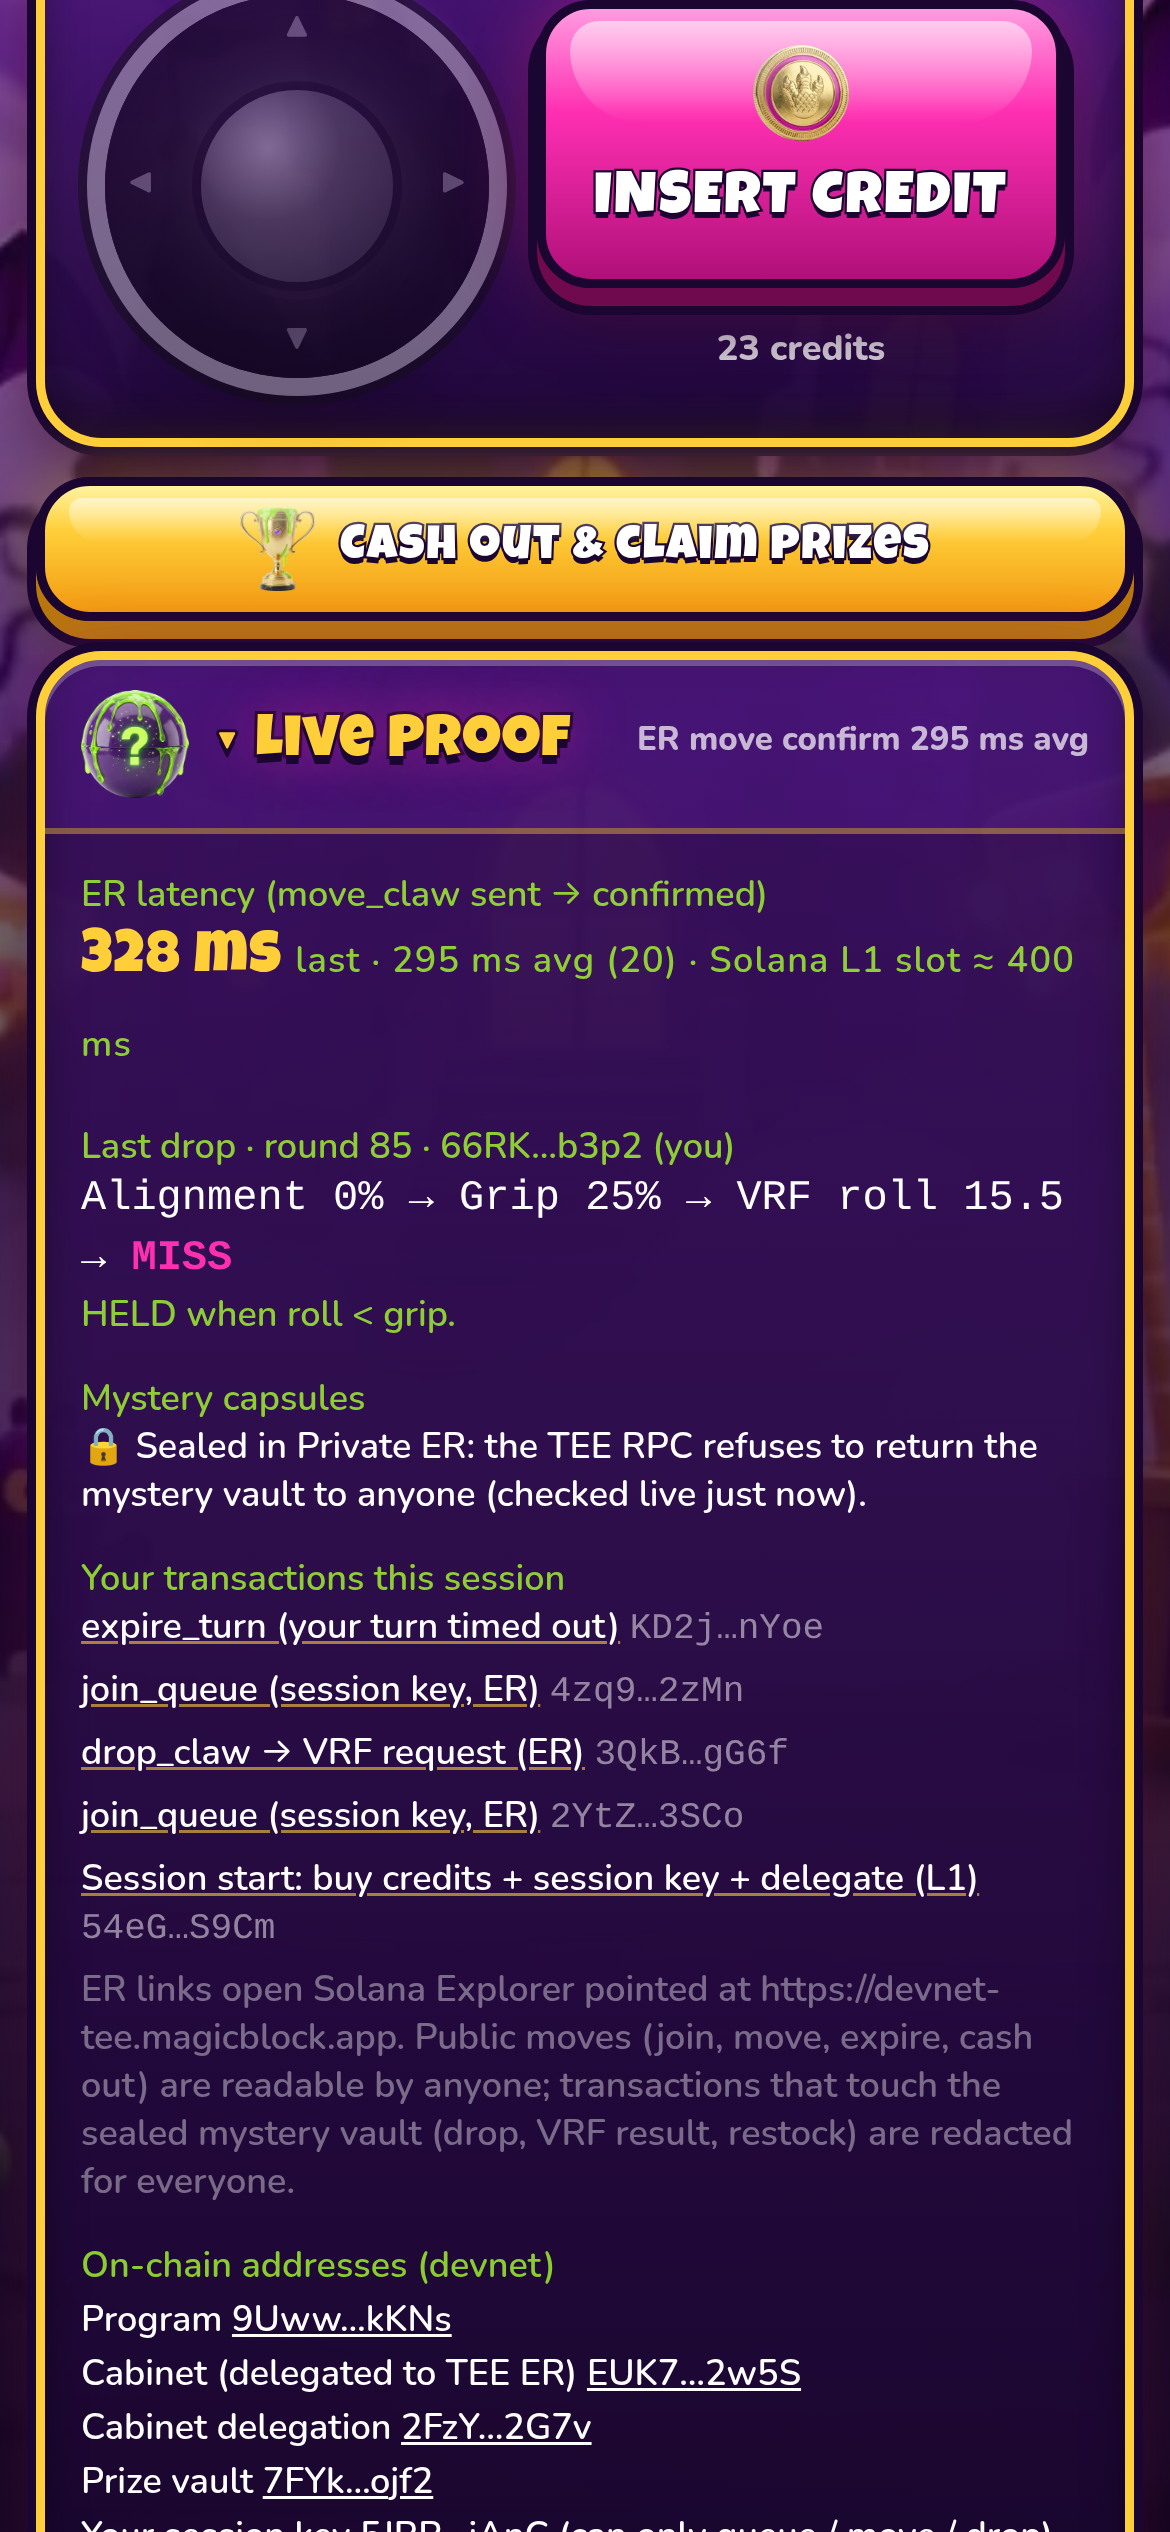 INSERT CREDIT
23 credits
CASH OUT & CLAIM PRIZES
?
▼ LIVE PROOF
ER move confirm 295 ms avg
ER latency (move_claw sent → confirmed)
328 ms last · 295 ms avg (20) · Solana L1 slot ≈ 400
ms
Last drop · round 85 · 66RK…b3p2 (you)
Alignment 0% → Grip 25% → VRF roll 15.5
→ MISS
HELD when roll < grip.
Mystery capsules
🔒 Sealed in Private ER: the TEE RPC refuses to return the
mystery vault to anyone (checked live just now).
Your transactions this session
expire_turn (your turn timed out) KD2j…nYoe
join_queue (session key, ER) 4zq9…2zMn
drop_claw → VRF request (ER) 3QkB…gG6f
join_queue (session key, ER) 2YtZ…3SCo
Session start: buy credits + session key + delegate (L1)
54eG…S9Cm
ER links open Solana Explorer pointed at https://devnet-
tee.magicblock.app. Public moves (join, move, expire, cash
out) are readable by anyone; transactions that touch the
sealed mystery vault (drop, VRF result, restock) are redacted
for everyone.
On-chain addresses (devnet)
Program 9Uww…kKNs
Cabinet (delegated to TEE ER) EUK7…2w5S
Cabinet delegation 2FzY…2G7v
Prize vault 7FYk…ojf2
Your session key (can only queue / move / drop)